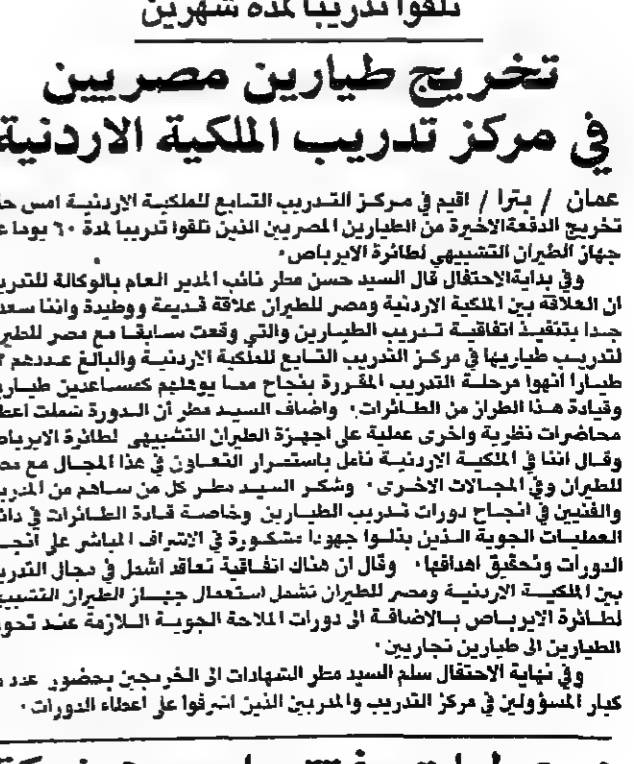 تلقوا تدريبا لمدة شهرين
تخريج طيارين مصريين
في مركز تدريب الملكية الاردنية
عمان / بترا / اقيم في مركز التدريب التابع للملكية الاردنية امس
تخريج الدفعة الاخيرة من الطيارين المصريين الذين تلقوا تدريبا لمدة ٦٠ يوما
جهاز الطيران التشبيهي لطائرة الايرباص.
وفي بداية الاحتفال قال السيد حسن مطر نائب المدير العام بالوكالة
ان العلاقة بين الملكية الاردنية ومصر للطيران علاقة قديمة ووطيدة واننا
جدا بتنفيذ اتفاقية تدريب الطيارين والتي وقعت سابقا مع مصر
لتدريب طياريها في مركز التدريب التابع للملكية الاردنية والبالغ عددهم
طيارا انهوا مرحلة التدريب المقررة بنجاح مما يوهلهم كمساعدين
وقيادة هذا الطراز من الطائرات. واضاف السيد مطر ان الدورة شملت
محاضرات نظرية واخرى عملية على اجهزة الطيران التشبيهي لطائرة
وقال اننا في الملكية الاردنية نأمل باستمرار التعاون في هذا المجال مع
للطيران وفي المجالات الاخرى. وشكر السيد مطر كل من ساهم من
والفنيين في انجاح دورات تدريب الطيارين وخاصة قادة الطائرات في
العمليات الجوية الذين بذلوا جهودا مشكورة في الاشراف المباشر على
الدورات وتحقيق اهدافها. وقال ان هناك اتفاقية تعاقد اشمل في مجال
بين الملكية الاردنية ومصر للطيران تشمل استعمال جهاز الطيران
لطائرة الايرباص بالاضافة الى دورات الملاحة الجوية اللازمة عند
الطيارين الى طيارين تجاريين.
وفي نهاية الاحتفال سلم السيد مطر الشهادات الى الخريجين بحضور عدد
كبار المسؤولين في مركز التدريب والمدربين الذين اشرفوا على اعطاء الدورات.